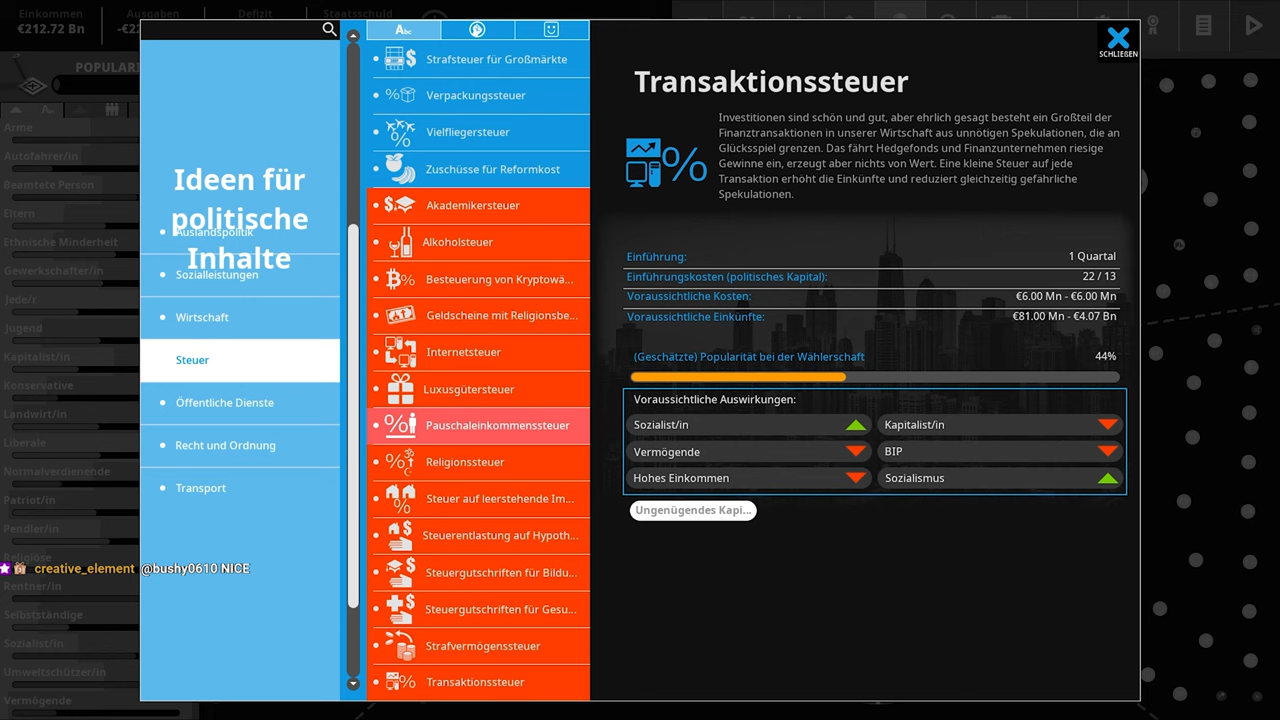 Einkommen
Ausgaben
Defizit
Staatsschuld
€212.72 Bn
POPULARI
Arme
Autofahrer/in
Beamtete Person
Eltern
Ethnische Minderheit
Gewerkschafter/in
Jede/r
Jugend
Kapitalist/in
Konservative
Landwirt/in
Liberale
Normalverdienende
Patriot/in
Pendler/in
Religiöse
Rentner/in
Selbstständige
Sozialist/in
Umweltschützer/in
Vermögende
creative_element @bushy0610 NICE
Ideen für
politische
Inhalte
Auslandspolitik
Sozialleistungen
Wirtschaft
Steuer
Öffentliche Dienste
Recht und Ordnung
Transport
Abc
Strafsteuer für Großmärkte
Verpackungssteuer
Vielfliegersteuer
Zuschüsse für Reformkost
Akademikersteuer
Alkoholsteuer
Besteuerung von Kryptowä...
Geldscheine mit Religionsbe...
Internetsteuer
Luxusgütersteuer
Pauschaleinkommenssteuer
Religionssteuer
Steuer auf leerstehende Im...
Steuerentlastung auf Hypoth...
Steuergutschriften für Bildu...
Steuergutschriften für Gesu...
Strafvermögenssteuer
Transaktionssteuer
SCHLIEẞEN
Transaktionssteuer
Investitionen sind schön und gut, aber ehrlich gesagt besteht ein Großteil der
Finanztransaktionen in unserer Wirtschaft aus unnötigen Spekulationen, die an
Glücksspiel grenzen. Das fährt Hedgefonds und Finanzunternehmen riesige
Gewinne ein, erzeugt aber nichts von Wert. Eine kleine Steuer auf jede
Transaktion erhöht die Einkünfte und reduziert gleichzeitig gefährliche
Spekulationen.
Einführung: 1 Quartal
Einführungskosten (politisches Kapital): 22 / 13
Voraussichtliche Kosten: €6.00 Mn - €6.00 Mn
Voraussichtliche Einkünfte: €81.00 Mn - €4.07 Bn
(Geschätzte) Popularität bei der Wählerschaft 44%
Voraussichtliche Auswirkungen:
Sozialist/in Kapitalist/in
Vermögende BIP
Hohes Einkommen Sozialismus
Ungenügendes Kapi...